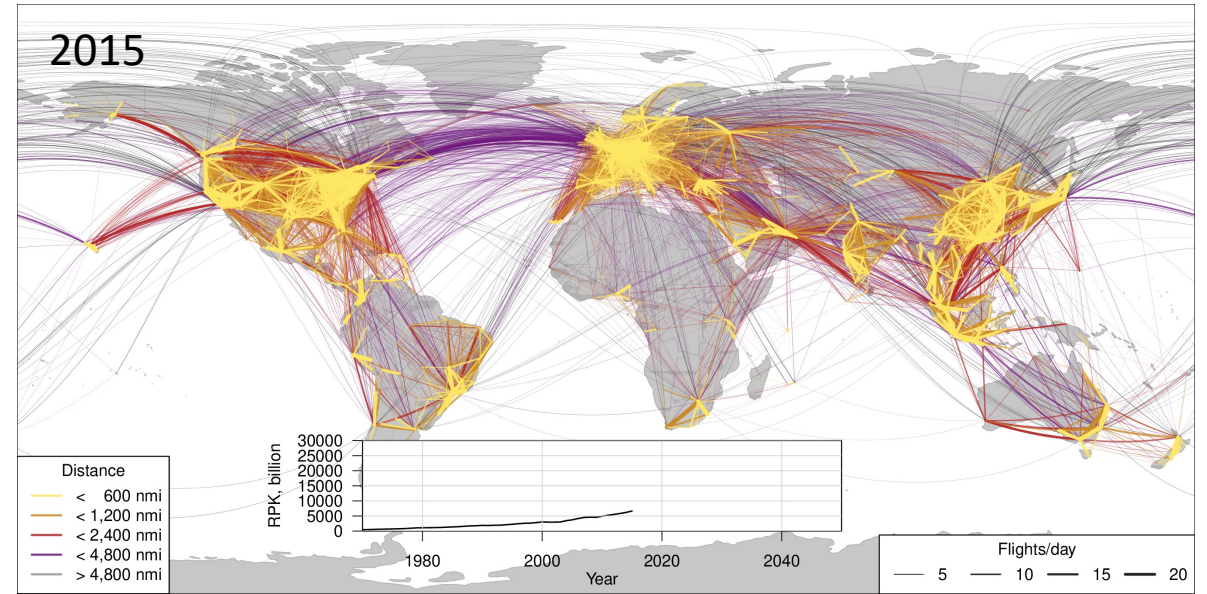 2015
30000
25000
20000
15000
10000
5000
0
RPK, billion
1980 2000 2020 2040
Year
Distance
< 600 nmi
< 1,200 nmi
< 2,400 nmi
< 4,800 nmi
> 4,800 nmi
Flights/day
5 10 15 20